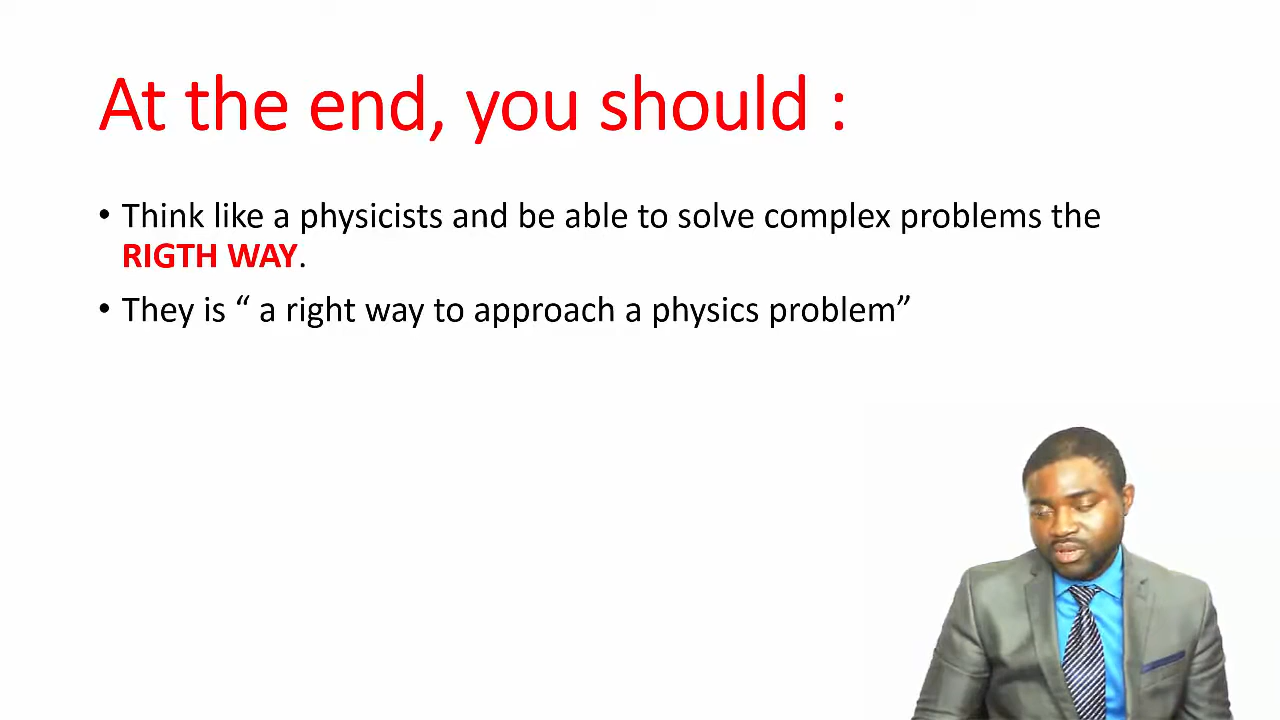 At the end, you should :
• Think like a physicists and be able to solve complex problems the
RIGTH WAY.
• They is “ a right way to approach a physics problem”